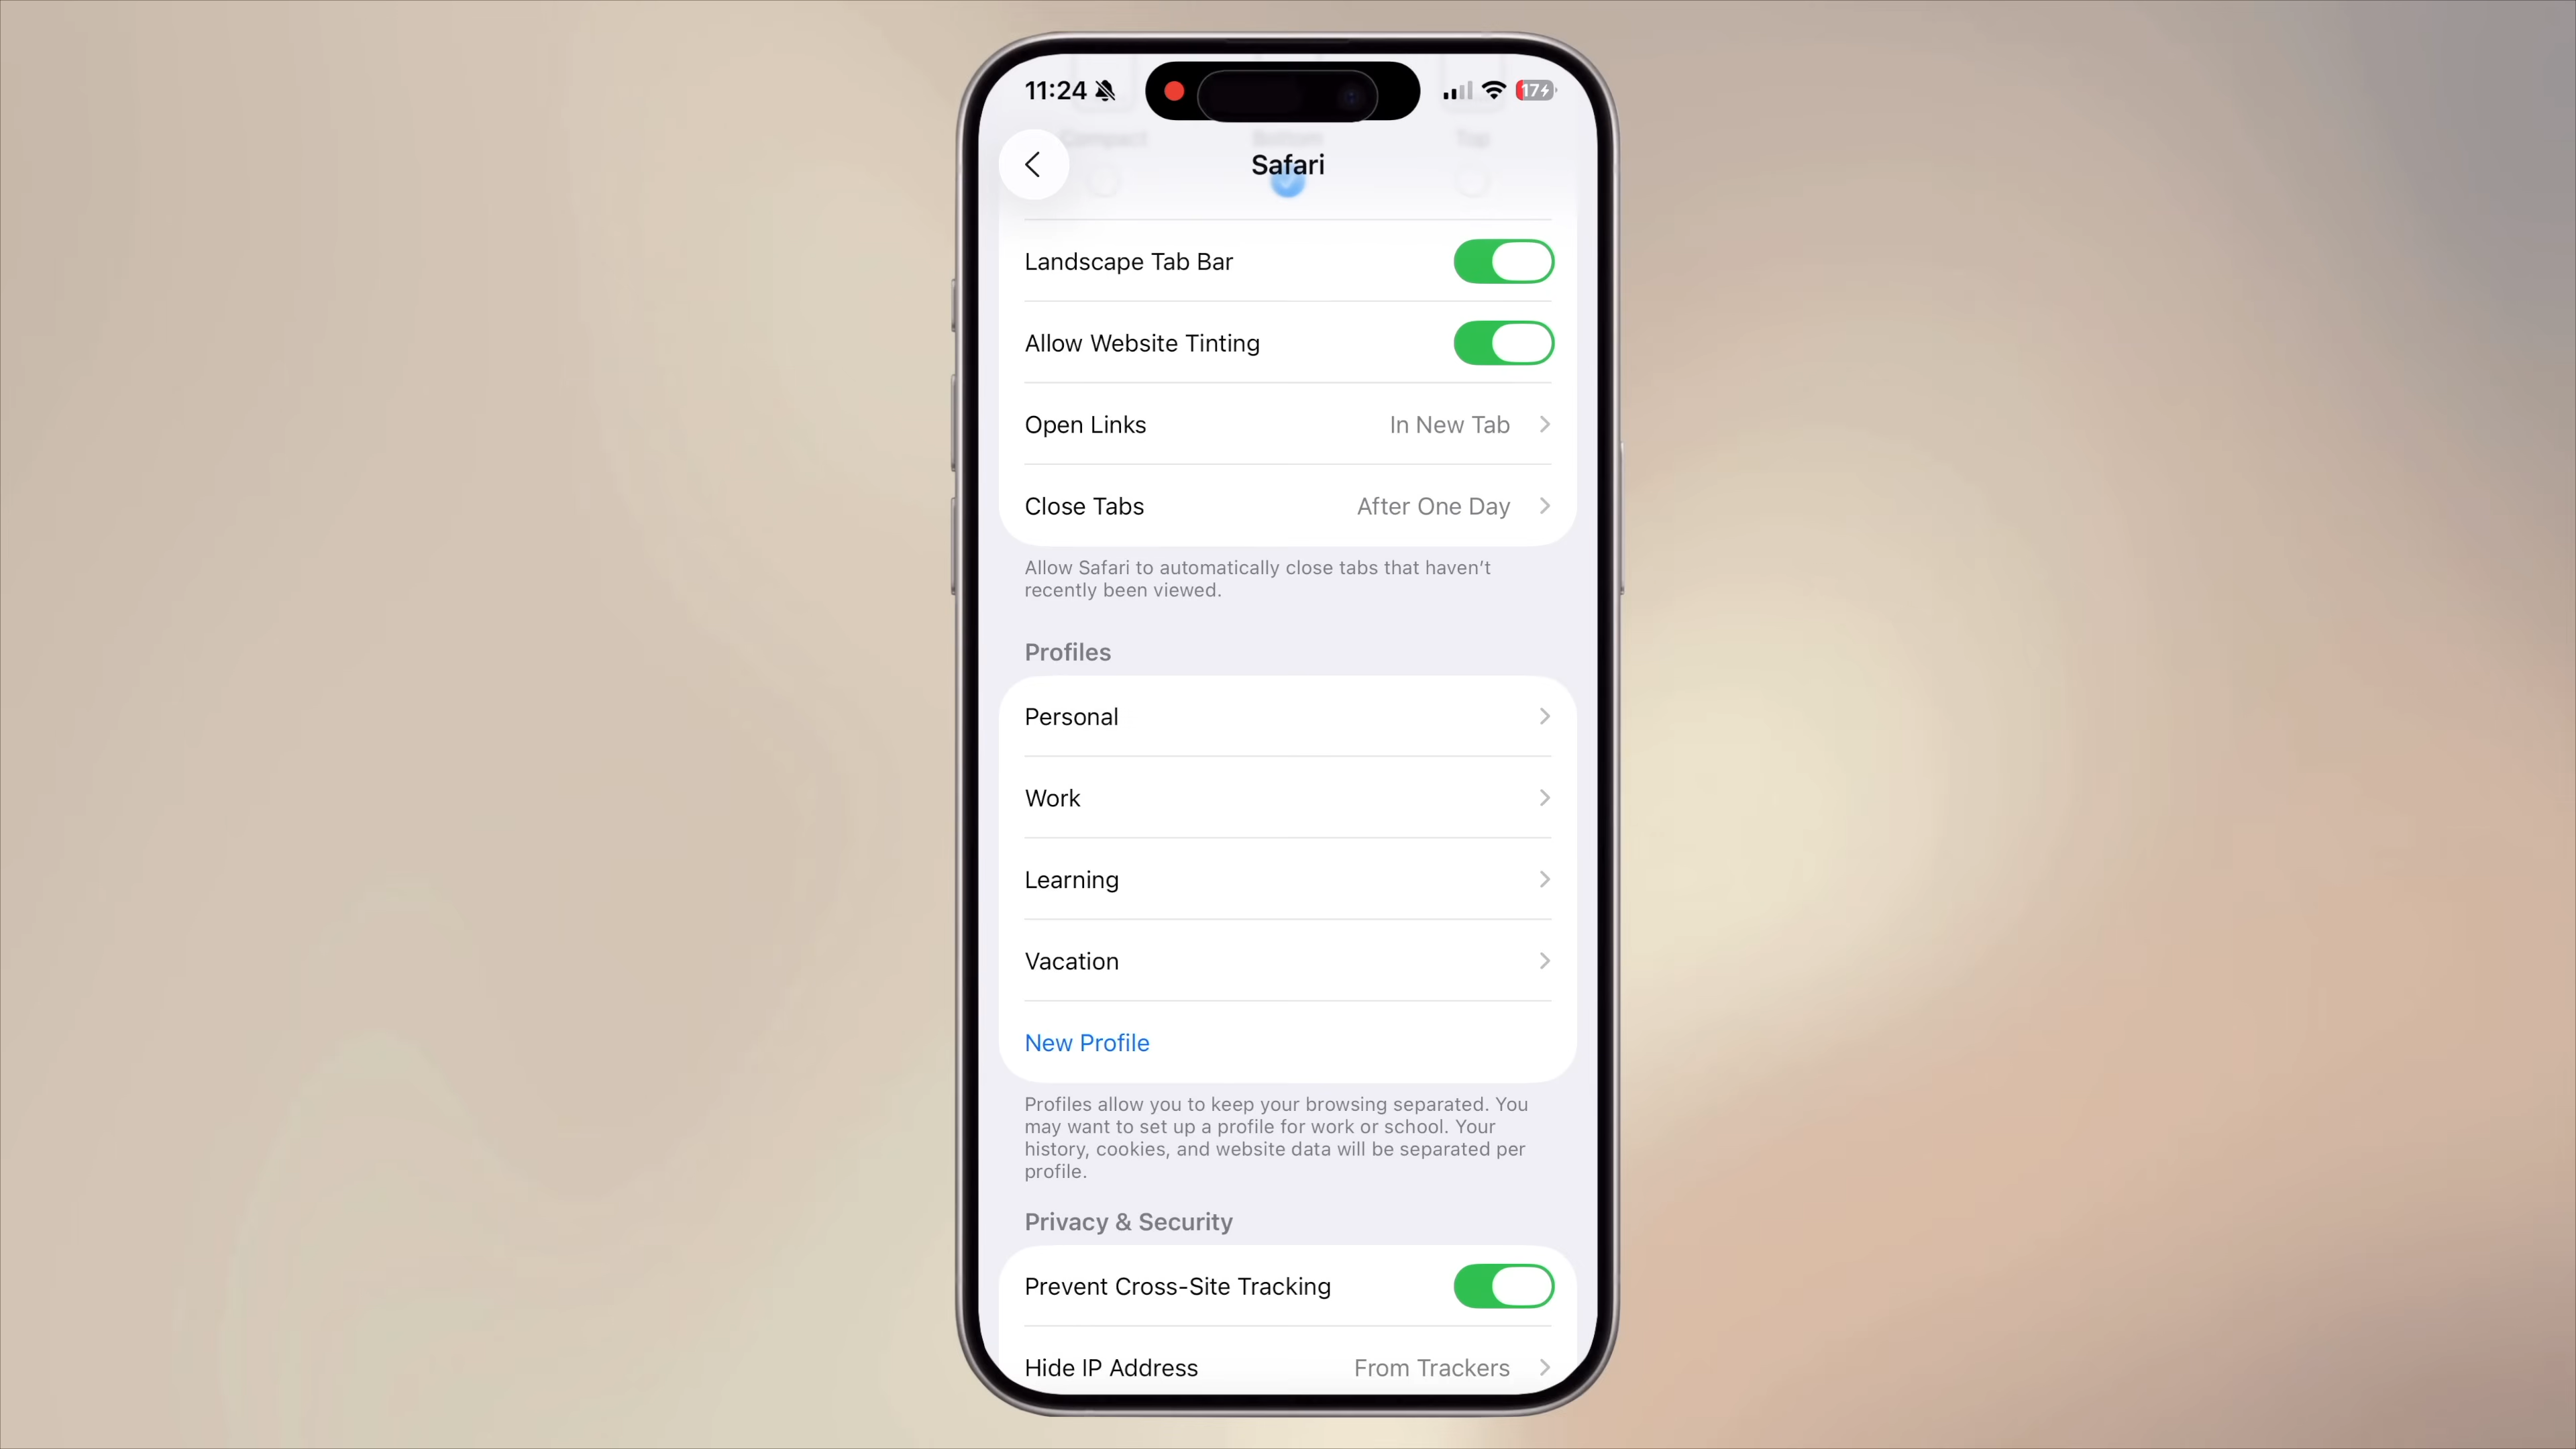 11:24
17
Compact Bottom Top
Safari
Landscape Tab Bar
Allow Website Tinting
Open Links In New Tab
Close Tabs After One Day
Allow Safari to automatically close tabs that haven't
recently been viewed.
Profiles
Personal
Work
Learning
Vacation
New Profile
Profiles allow you to keep your browsing separated. You
may want to set up a profile for work or school. Your
history, cookies, and website data will be separated per
profile.
Privacy & Security
Prevent Cross-Site Tracking
Hide IP Address From Trackers